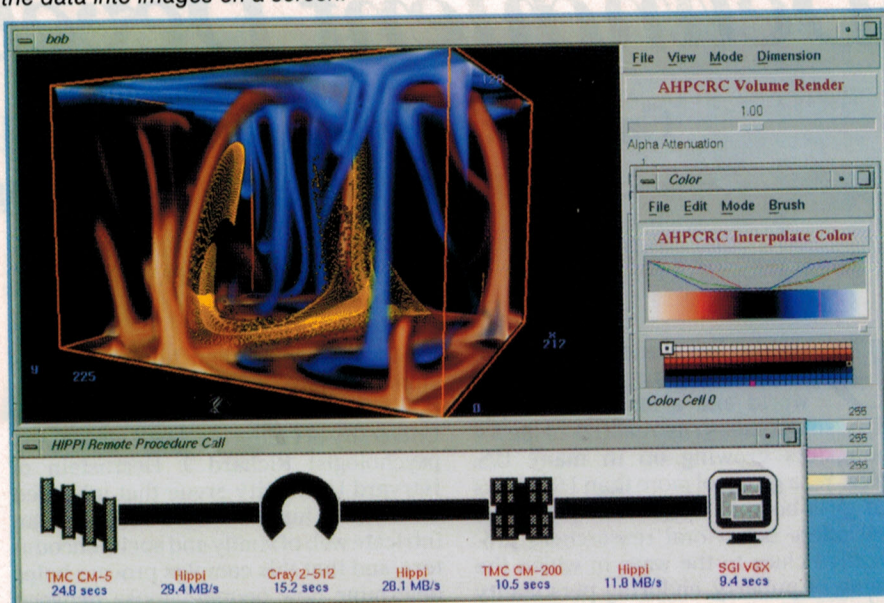 the data into images on a screen.
bob
File View Mode Dimension
AHPCRC Volume Render
1.00
Alpha Attenuation
1
128
x
212
y
225
0
Color
File Edit Mode Brush
AHPCRC Interpolate Color
Color Cell 0
255
255
255
HIPPI Remote Procedure Call
TMC CM-5 Hippi Cray 2-512 Hippi TMC CM-200 Hippi SGI VGX
24.8 secs 29.4 MB/s 15.2 secs 28.1 MB/s 10.5 secs 11.8 MB/s 9.4 secs